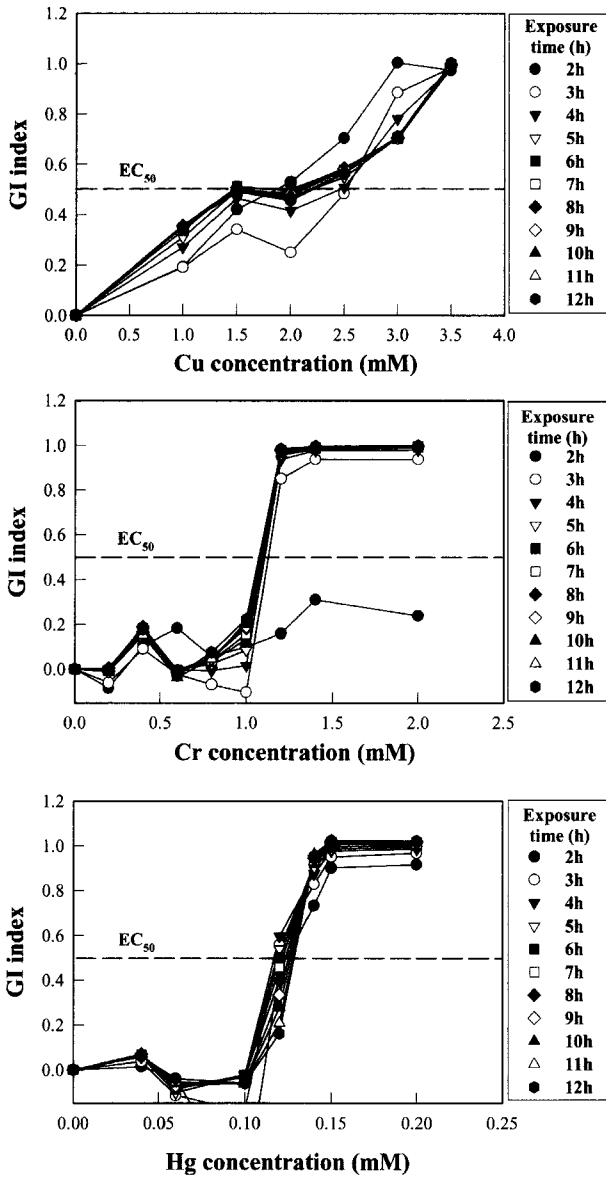 1.2
1.0
0.8
0.6
0.4
0.2
0.0
GI index
EC50
0.0 1.0 1.5 2.0 2.5 3.0 3.5 4.0
Cu concentration (mM)
Exposure
time (h)
2h
3h
4h
5h
6h
7h
8h
9h
10h
11h
12h
1.2
1.0
0.8
0.6
0.4
0.2
0.0
GI index
EC50
0.0 0.5 1.0 1.5 2.0 2.5
Cr concentration (mM)
Exposure
time (h)
2h
3h
4h
5h
6h
7h
8h
9h
10h
11h
12h
1.2
1.0
0.8
0.6
0.4
0.2
0.0
GI index
EC50
0.00 0.05 0.10 0.15 0.20 0.25
Hg concentration (mM)
Exposure
time (h)
2h
3h
4h
5h
6h
7h
8h
9h
10h
11h
12h